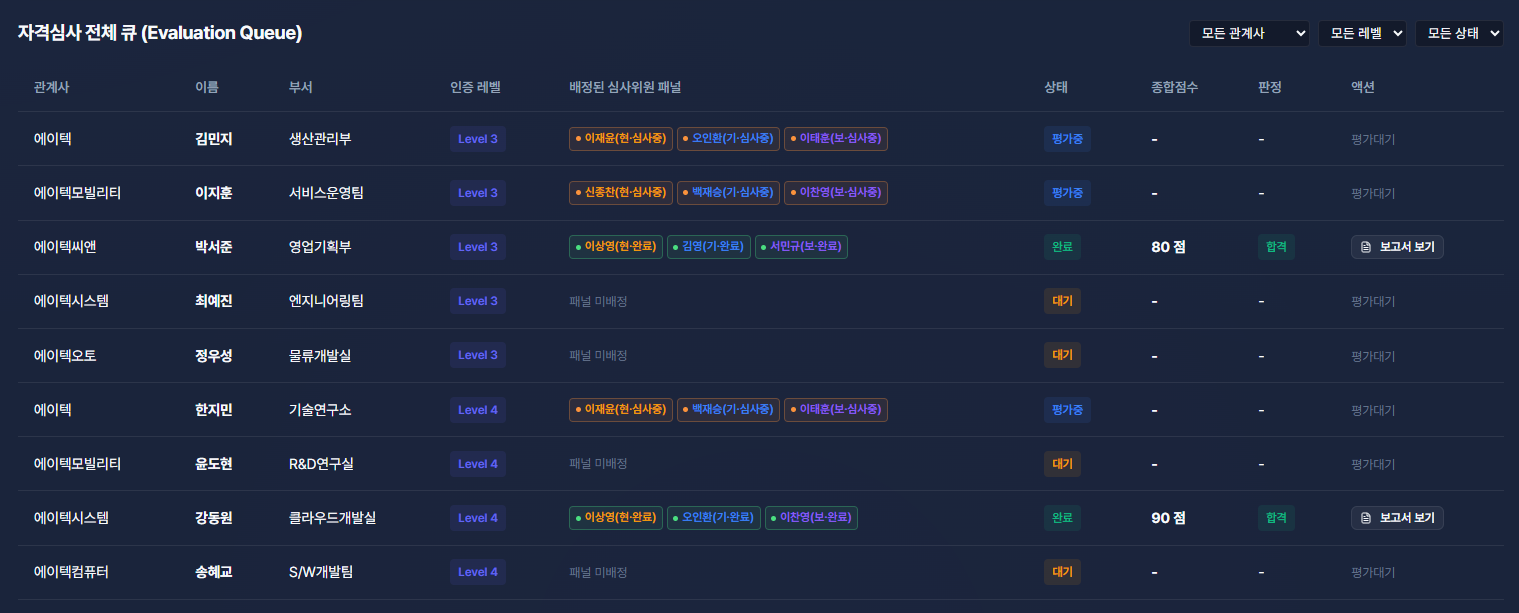 자격심사 전체 큐 (Evaluation Queue)
모든 관계사 모든 레벨 모든 상태
관계사 이름 부서 인증 레벨 배정된 심사위원 패널 상태 종합점수 판정 액션
에이텍 김민지 생산관리부 Level 3 이재윤(현·심사중) 오인환(기·심사중) 이태훈(보·심사중) 평가중 - - 평가대기
에이텍모빌리티 이지훈 서비스운영팀 Level 3 신종찬(현·심사중) 백재승(기·심사중) 이찬영(보·심사중) 평가중 - - 평가대기
에이텍씨앤 박서준 영업기획부 Level 3 이상영(현·완료) 김영(기·완료) 서민규(보·완료) 완료 80 점 합격 보고서 보기
에이텍시스템 최예진 엔지니어링팀 Level 3 패널 미배정 대기 - - 평가대기
에이텍오토 정우성 물류개발실 Level 3 패널 미배정 대기 - - 평가대기
에이텍 한지민 기술연구소 Level 4 이재윤(현·심사중) 백재승(기·심사중) 이태훈(보·심사중) 평가중 - - 평가대기
에이텍모빌리티 윤도현 R&D연구실 Level 4 패널 미배정 대기 - - 평가대기
에이텍시스템 강동원 클라우드개발실 Level 4 이상영(현·완료) 오인환(기·완료) 이찬영(보·완료) 완료 90 점 합격 보고서 보기
에이텍컴퓨터 송혜교 S/W개발팀 Level 4 패널 미배정 대기 - - 평가대기